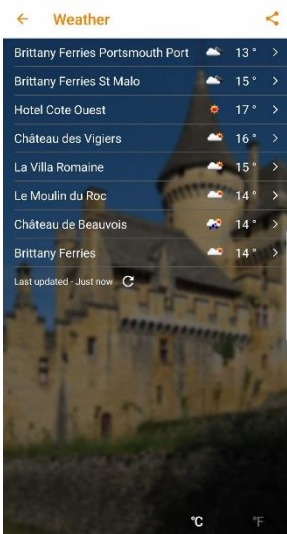 Weather
Brittany Ferries Portsmouth Port 13 °
Brittany Ferries St Malo 15 °
Hotel Cote Ouest 17 °
Château des Vigiers 16 °
La Villa Romaine 15 °
Le Moulin du Roc 14 °
Château de Beauvois 14 °
Brittany Ferries 14 °
Last updated - Just now
°C °F